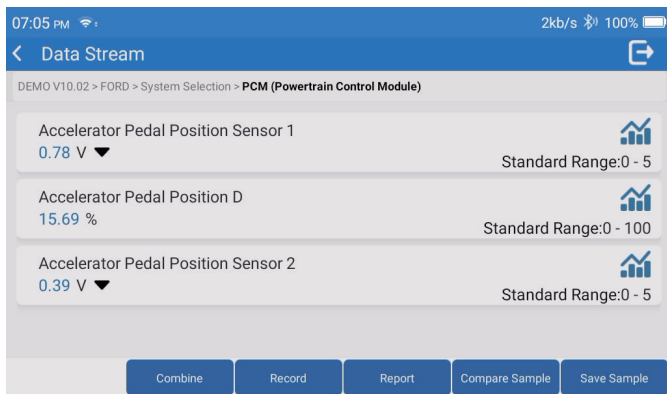 07:05 PM 2kb/s 100%
Data Stream
DEMO V10.02 > FORD > System Selection > PCM (Powertrain Control Module)
Accelerator Pedal Position Sensor 1
0.78 V
Standard Range:0 - 5
Accelerator Pedal Position D
15.69 %
Standard Range:0 - 100
Accelerator Pedal Position Sensor 2
0.39 V
Standard Range:0 - 5
Combine Record Report Compare Sample Save Sample